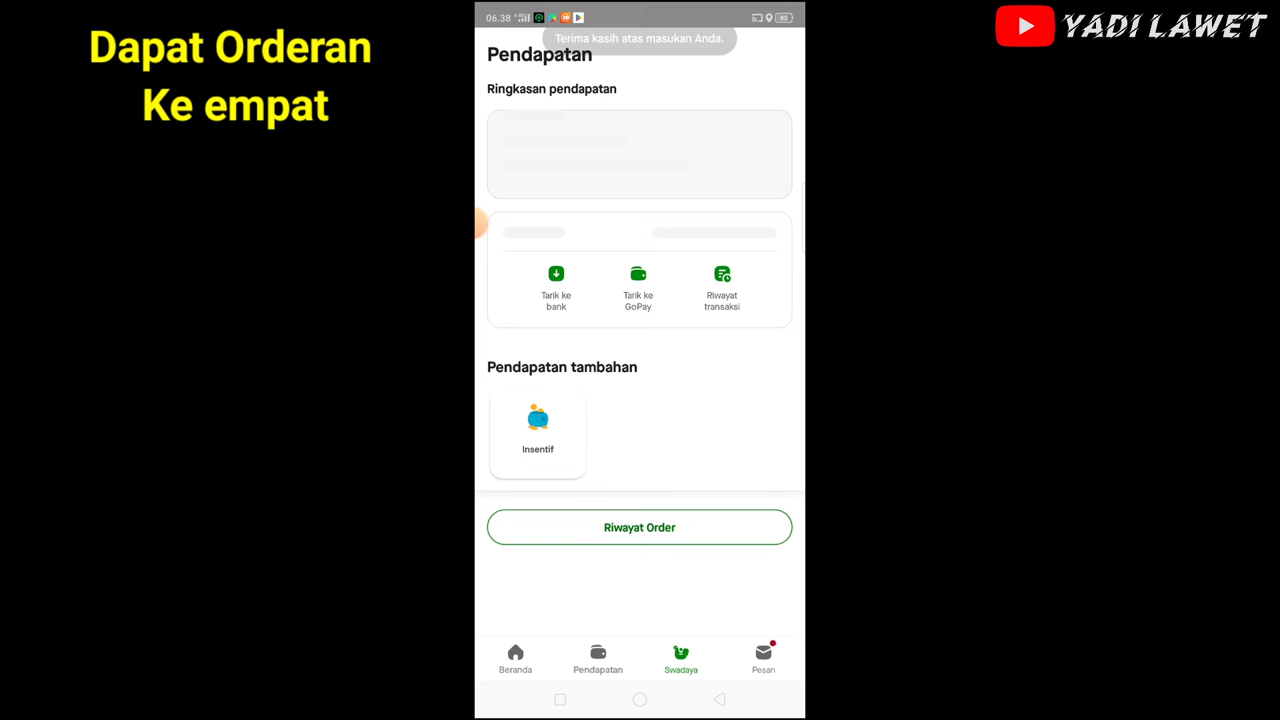 Dapat Orderan
Ke empat
YADI LAWET
06.38
83
Terima kasih atas masukan Anda.
Pendapatan
Ringkasan pendapatan
Tarik ke
bank
Tarik ke
GoPay
Riwayat
transaksi
Pendapatan tambahan
Insentif
Riwayat Order
Beranda
Pendapatan
Swadaya
Pesan